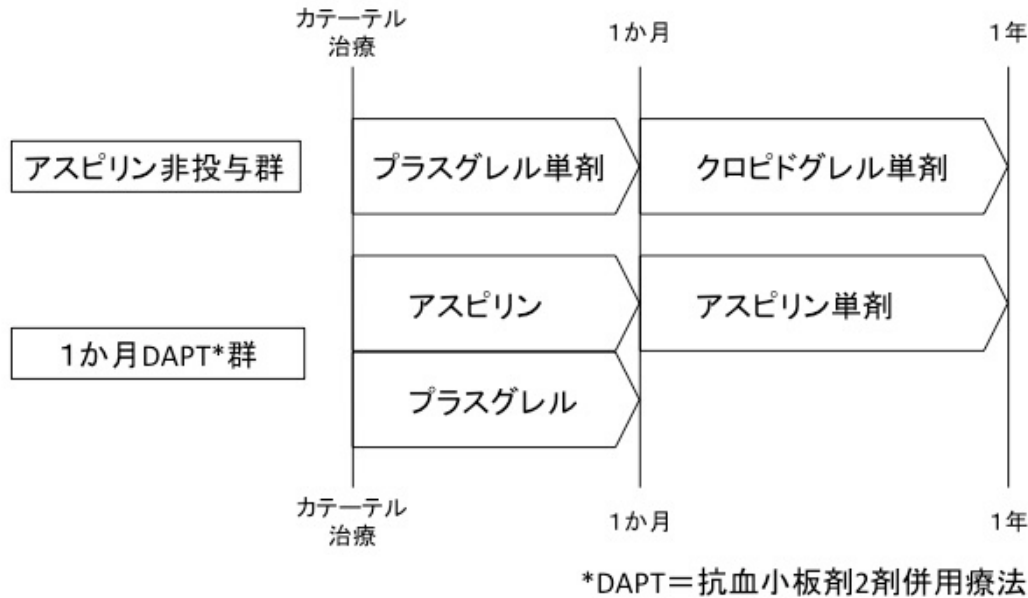 カテーテル
治療
1か月
1年
アスピリン非投与群
プラスグレル単剤
クロピドグレル単剤
アスピリン
アスピリン単剤
1か月DAPT*群
プラスグレル
カテーテル
治療
1か月
1年
*DAPT＝抗血小板剤2剤併用療法